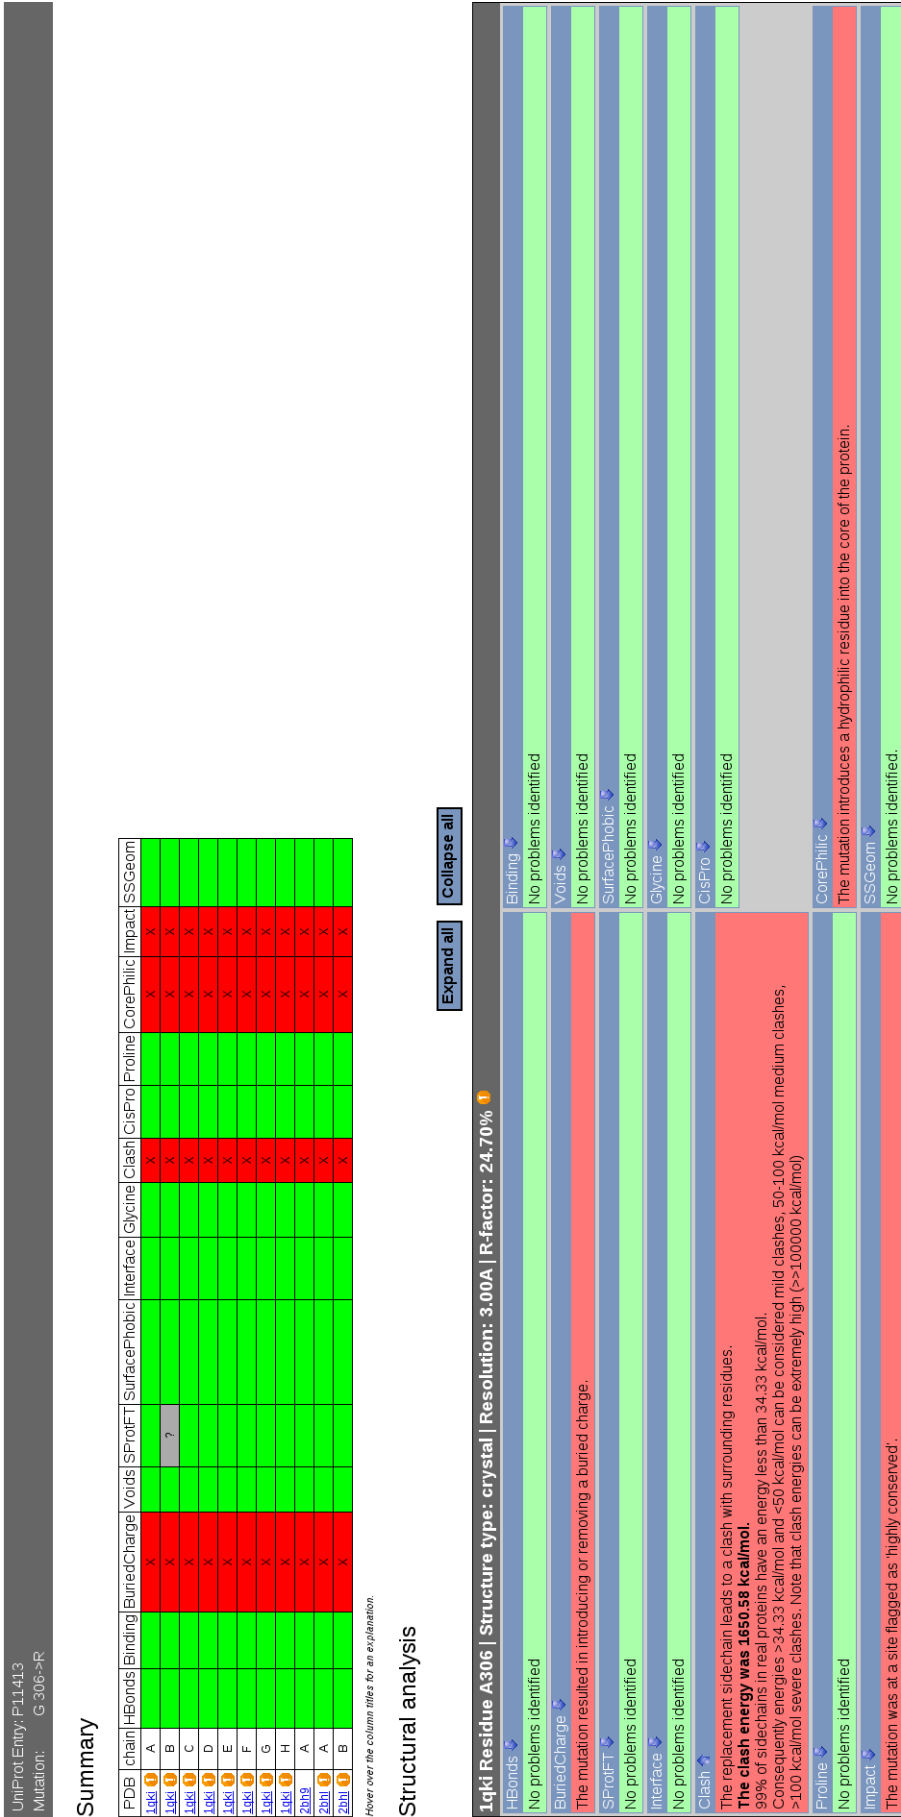 UniProt Entry: P11413
Mutation: G 306->R
Summary
PDB chain HBonds Binding BuriedCharge Voids SProtFT SurfacePhobic Interface Glycine Clash CisPro Proline CorePhilic Impact SSGeom
1qki ! A X X X X
1qki ! B X ? X X X
1qki ! C X X X X
1qki ! D X X X X
1qki ! E X X X X
1qki ! F X X X X
1qki ! G X X X X
1qki ! H X X X X
2bh9 A X X X X
2bhl ! A X X X X
2bhl ! B X X X X
Hover over the column titles for an explanation.
Structural analysis
Expand all Collapse all
1qki Residue A306 | Structure type: crystal | Resolution: 3.00A | R-factor: 24.70% !
HBonds
No problems identified
Binding
No problems identified
BuriedCharge
The mutation resulted in introducing or removing a buried charge.
Voids
No problems identified
SProtFT
No problems identified
SurfacePhobic
No problems identified
Interface
No problems identified
Glycine
No problems identified
Clash
The replacement sidechain leads to a clash with surrounding residues.
The clash energy was 1650.58 kcal/mol.
99% of sidechains in real proteins have an energy less than 34.33 kcal/mol.
Consequently energies >34.33 kcal/mol and <50 kcal/mol can be considered mild clashes, 50-100 kcal/mol medium clashes,
>100 kcal/mol severe clashes. Note that clash energies can be extremely high (>>100000 kcal/mol)
CisPro
No problems identified
Proline
No problems identified
CorePhilic
The mutation introduces a hydrophilic residue into the core of the protein.
Impact
The mutation was at a site flagged as 'highly conserved'.
SSGeom
No problems identified.